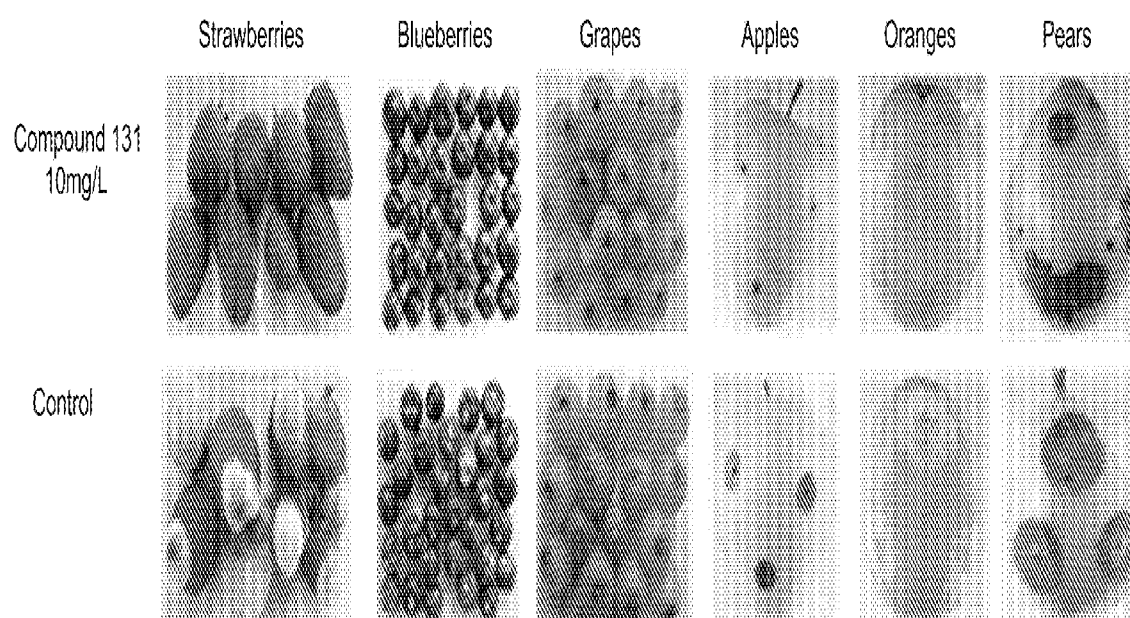 Strawberries Blueberries Grapes Apples Oranges Pears
Compound 131
10mg/L
Control